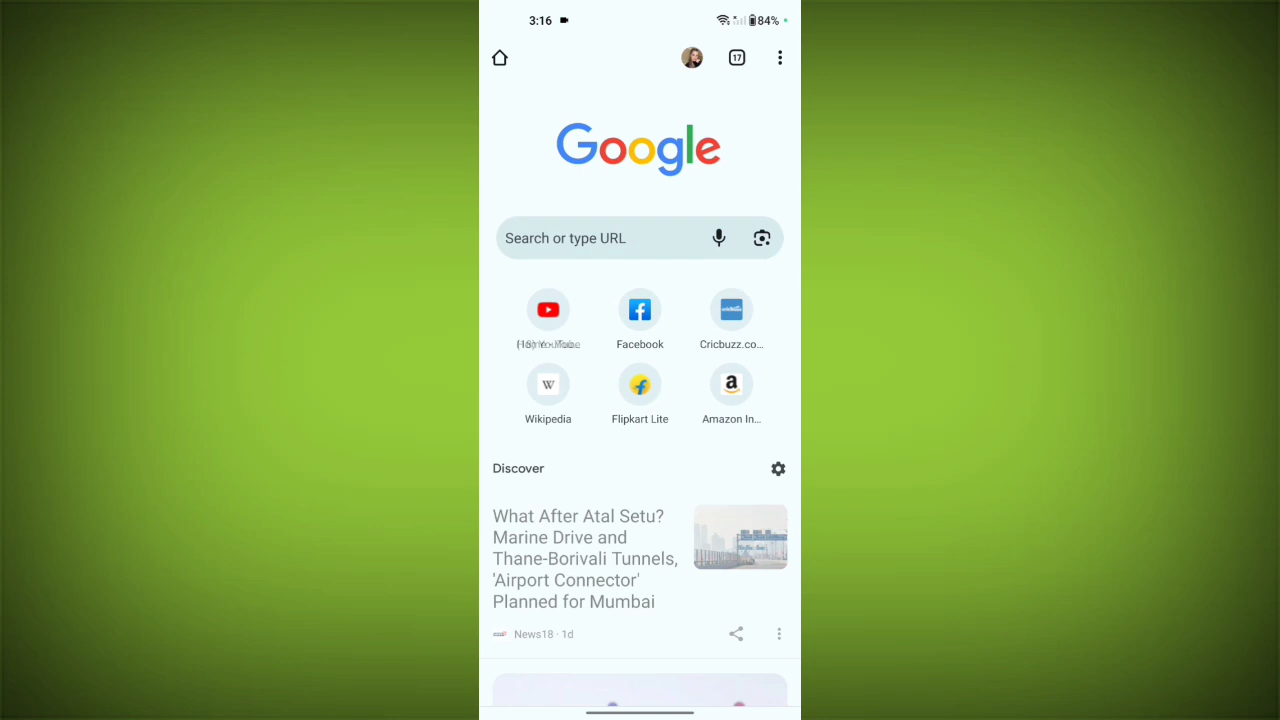 3:16
84%
17
Google
Search or type URL
Facebook
Cricbuzz.co...
W
Wikipedia
Flipkart Lite
a
Amazon In...
Discover
What After Atal Setu?
Marine Drive and
Thane-Borivali Tunnels,
'Airport Connector'
Planned for Mumbai
News18 · 1d